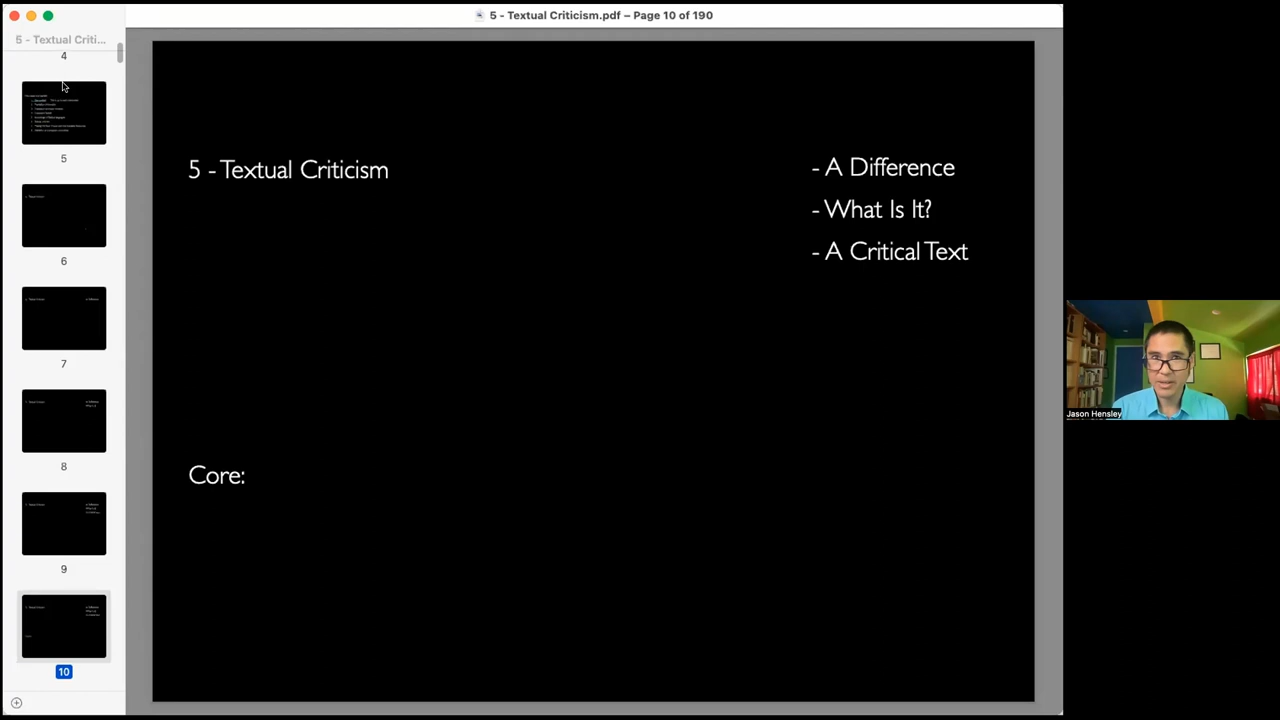 5 - Textual Criticism.pdf – Page 10 of 190
5 - Textual Criti...
4
5
6
7
8
9
10
5 - Textual Criticism
- A Difference
- What Is It?
- A Critical Text
Core:
Jason Hensley